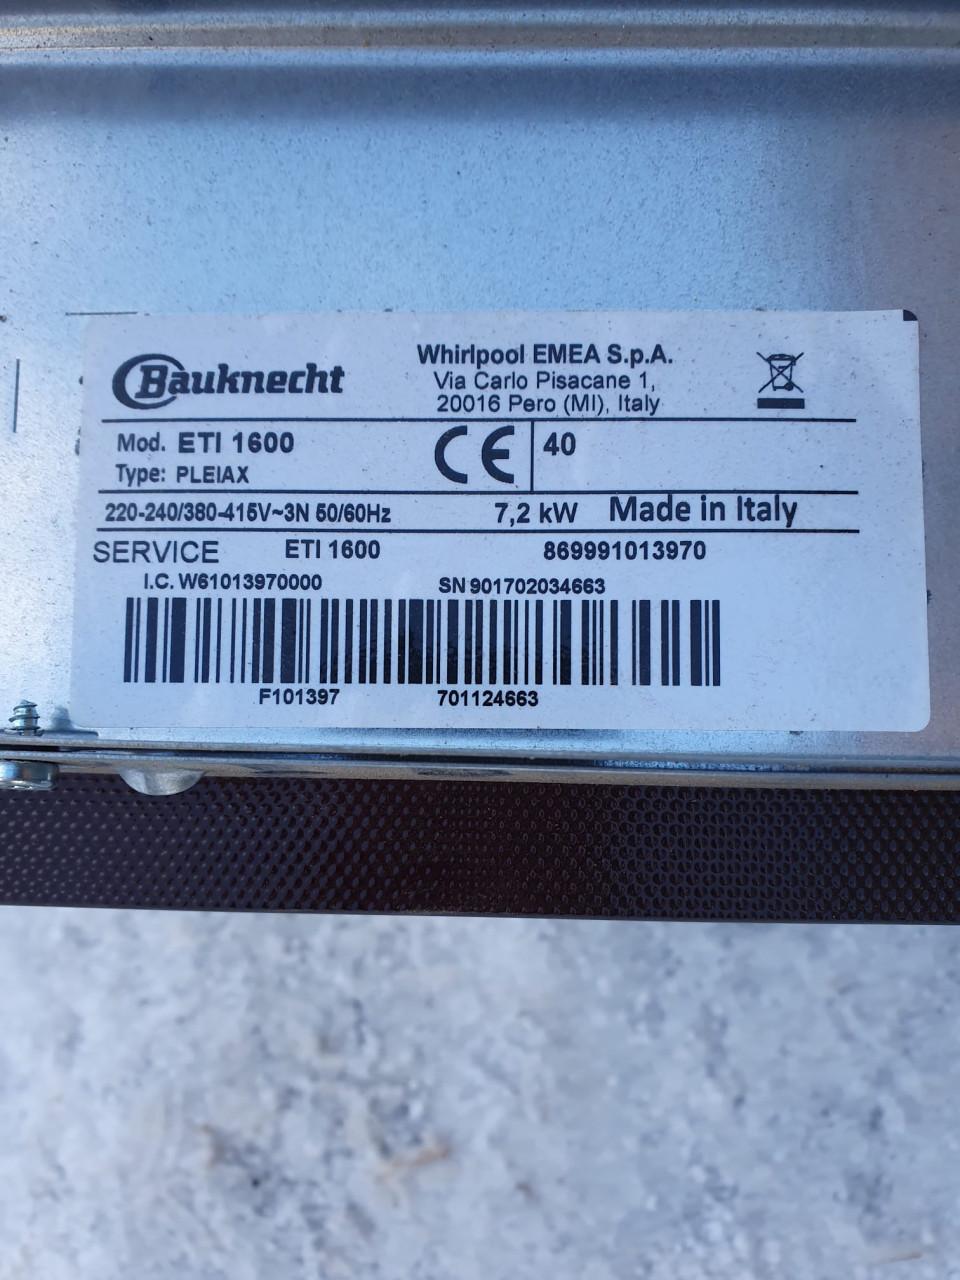 Bauknecht
Whirlpool EMEA S.p.A.
Via Carlo Pisacane 1,
20016 Pero (MI), Italy
Mod. ETI 1600
Type: PLEIAX
CE
40
220-240/380-415V~3N 50/60Hz 7,2 kW Made in Italy
SERVICE ETI 1600 869991013970
I.C. W61013970000 SN 901702034663
F101397 701124663